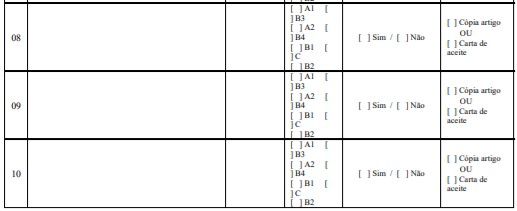 [ ] B2
08
[ ] A1 [
] B3
[ ] A2 [
] B4
[ ] B1 [
] C
[ ] B2
[ ] Sim / [ ] Não
[ ] Cópia artigo
OU
[ ] Carta de
aceite
09
[ ] A1 [
] B3
[ ] A2 [
] B4
[ ] B1 [
] C
[ ] B2
[ ] Sim / [ ] Não
[ ] Cópia artigo
OU
[ ] Carta de
aceite
10
[ ] A1 [
] B3
[ ] A2 [
] B4
[ ] B1 [
] C
[ ] B2
[ ] Sim / [ ] Não
[ ] Cópia artigo
OU
[ ] Carta de
aceite